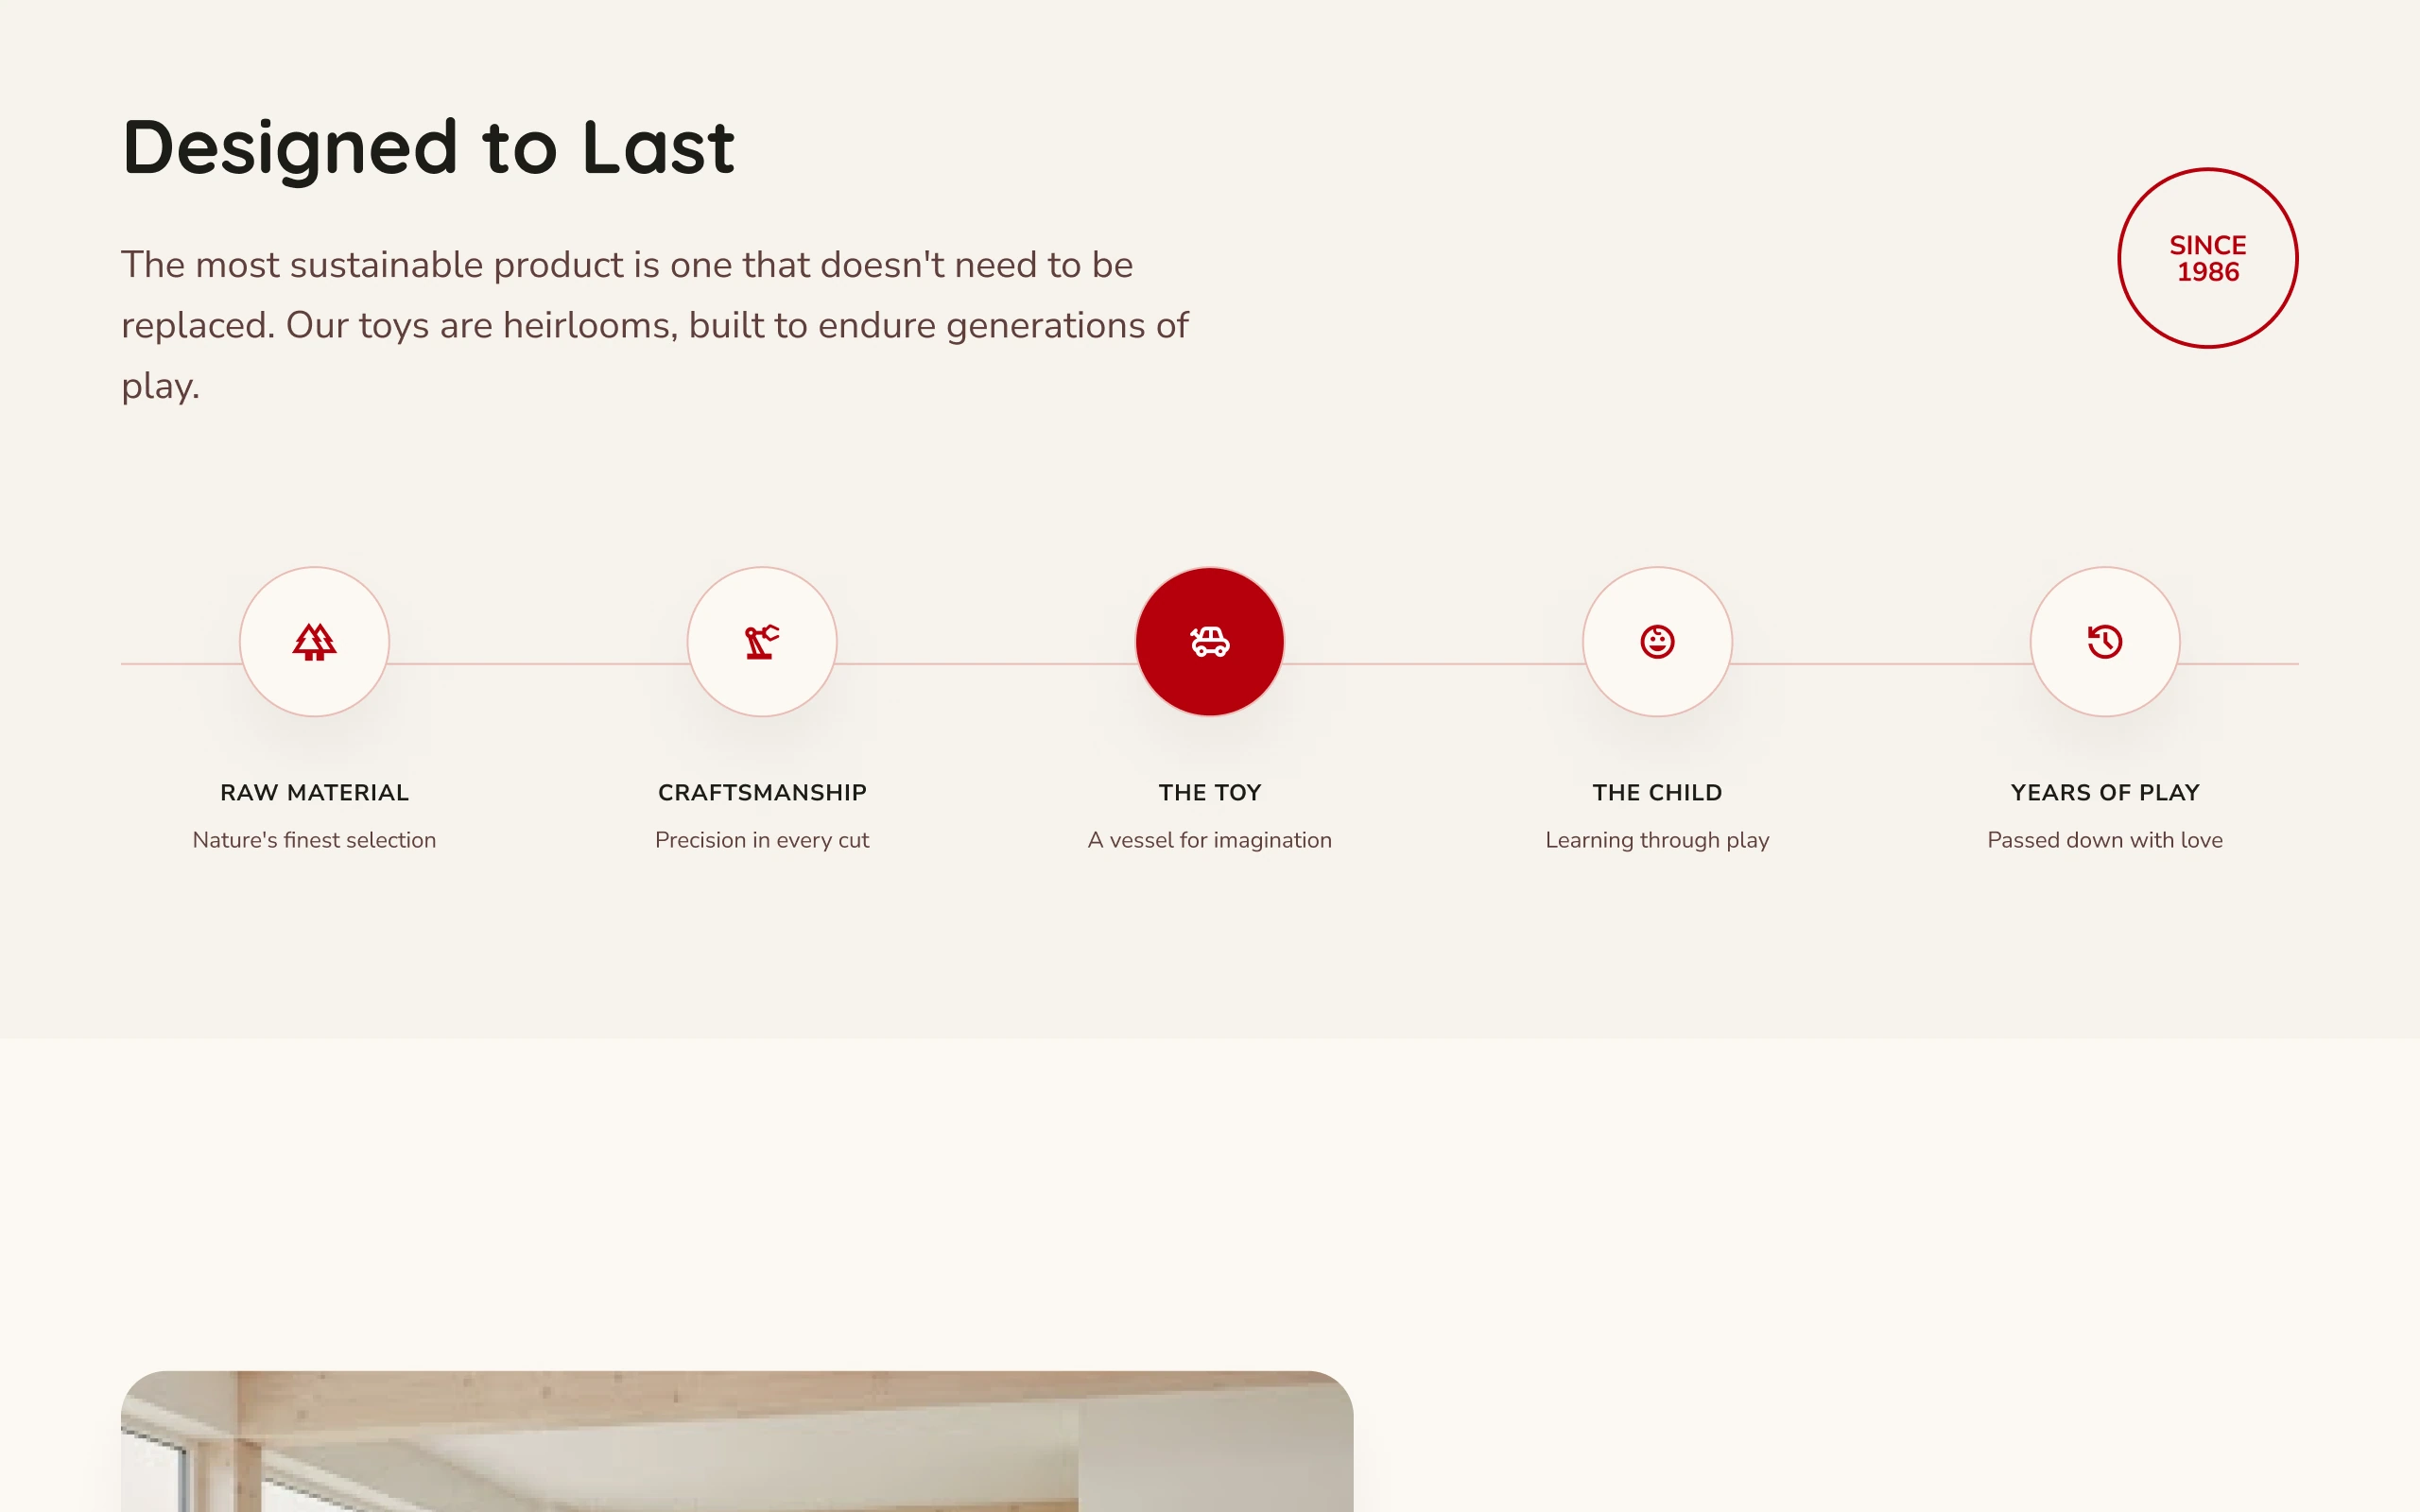 Designed to Last
The most sustainable product is one that doesn't need to be
replaced. Our toys are heirlooms, built to endure generations of
play.
SINCE
1986
RAW MATERIAL
Nature's finest selection
CRAFTSMANSHIP
Precision in every cut
THE TOY
A vessel for imagination
THE CHILD
Learning through play
YEARS OF PLAY
Passed down with love